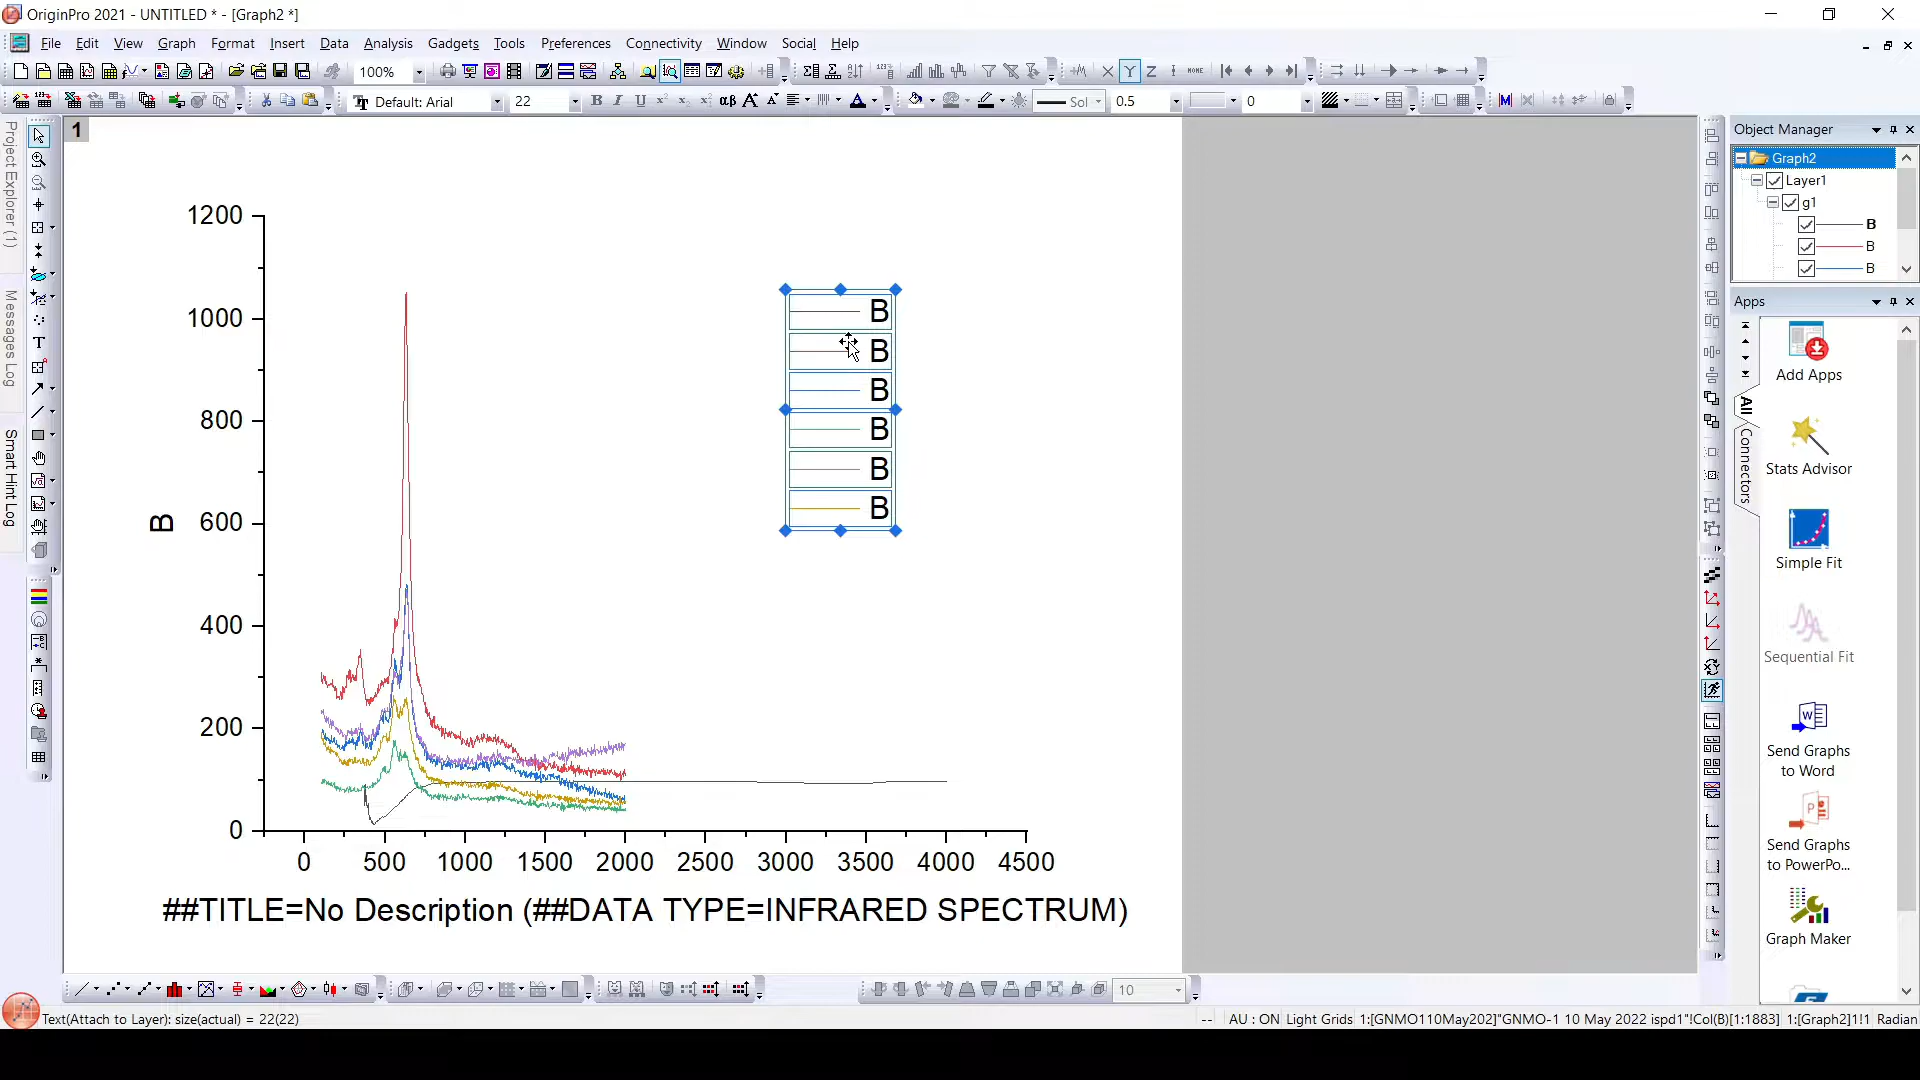 OriginPro 2021 - UNTITLED * - [Graph2 *]
File Edit View Graph Format Insert Data Analysis Gadgets Tools Preferences Connectivity Window Social Help
100%
Default: Arial 22 B I U αβ A A A Sol 0.5 0
Project Explorer (1)
Messages Log
Smart Hint Log
1
1200
1000
800
600
400
200
0
B
B
B
B
B
B
B
0 500 1000 1500 2000 2500 3000 3500 4000 4500
##TITLE=No Description (##DATA TYPE=INFRARED SPECTRUM)
Object Manager
Graph2
Layer1
g1
B
B
B
Apps
All
Connectors
Add Apps
Stats Advisor
Simple Fit
Sequential Fit
Send Graphs
to Word
Send Graphs
to PowerPo...
Graph Maker
10
Text(Attach to Layer): size(actual) = 22(22)
-- AU : ON Light Grids 1:[GNMO110May202]"GNMO-1 10 May 2022 ispd1"!Col(B)[1:1883] 1:[Graph2]1!1 Radian